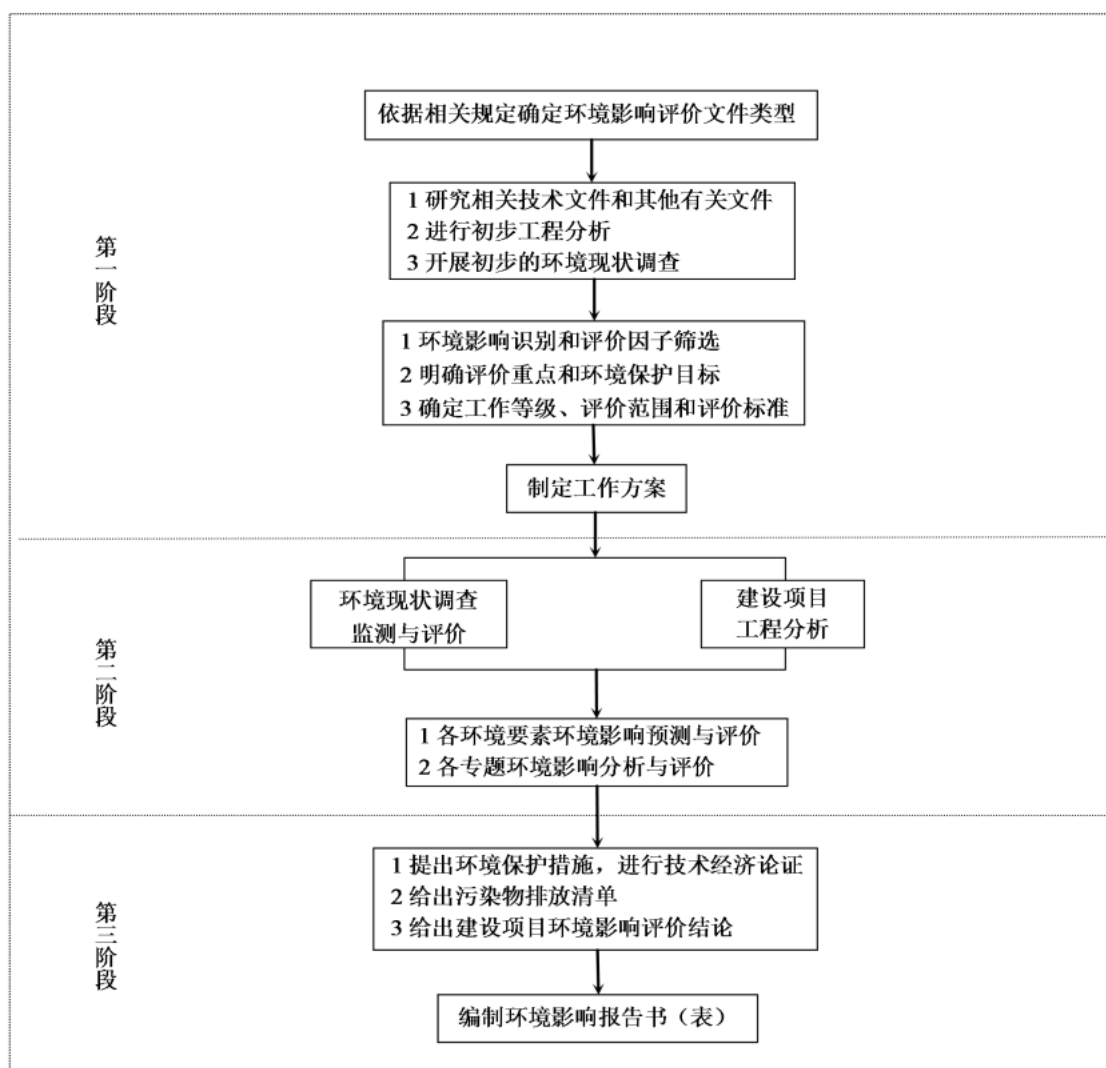 依据相关规定确定环境影响评价文件类型
1 研究相关技术文件和其他有关文件
2 进行初步工程分析
3 开展初步的环境现状调查
第一阶段
1 环境影响识别和评价因子筛选
2 明确评价重点和环境保护目标
3 确定工作等级、评价范围和评价标准
制定工作方案
环境现状调查
监测与评价
建设项目
工程分析
第二阶段
1 各环境要素环境影响预测与评价
2 各专题环境影响分析与评价
1 提出环境保护措施，进行技术经济论证
2 给出污染物排放清单
3 给出建设项目环境影响评价结论
第三阶段
编制环境影响报告书（表）